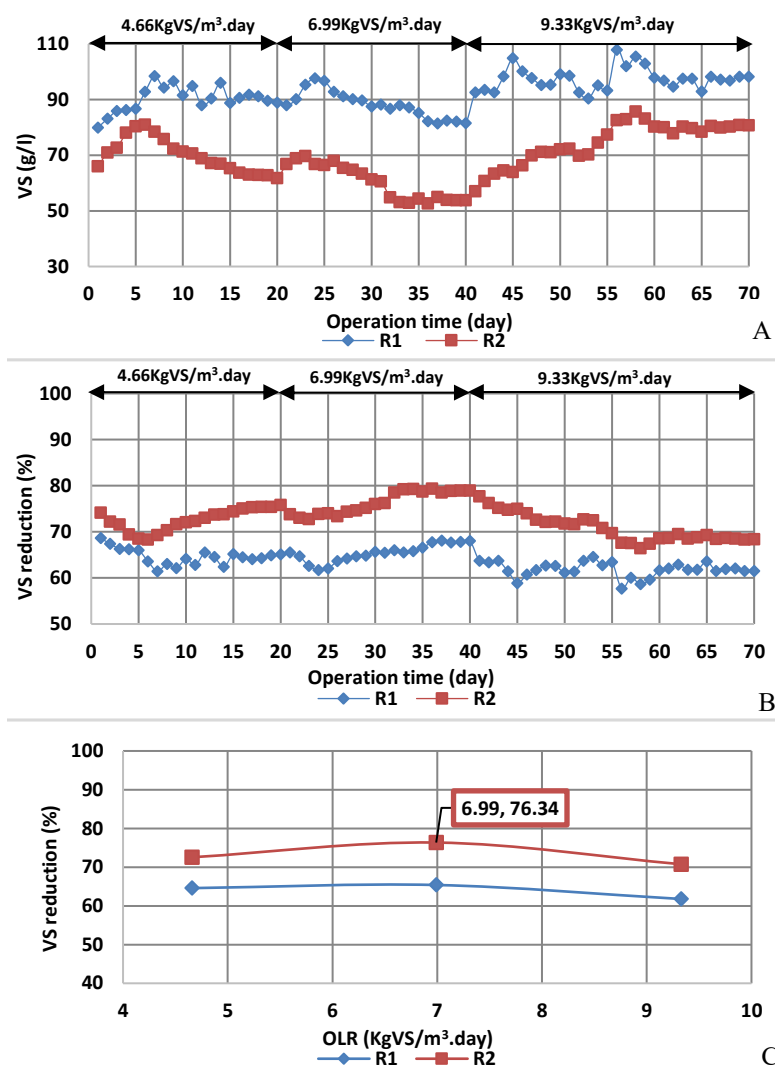 4.66KgVS/m³.day 6.99KgVS/m³.day 9.33KgVS/m³.day
110
90
70
50
30
VS (g/l)
0 5 10 15 20 25 30 35 40 45 50 55 60 65 70
Operation time (day)
R1 R2
A
4.66KgVS/m³.day 6.99KgVS/m³.day 9.33KgVS/m³.day
100
90
80
70
60
50
VS reduction (%)
0 5 10 15 20 25 30 35 40 45 50 55 60 65 70
Operation time (day)
R1 R2
B
100
90
80
70
60
50
40
VS reduction (%)
6.99, 76.34
4 5 6 7 8 9 10
OLR (KgVS/m³.day)
R1 R2
C